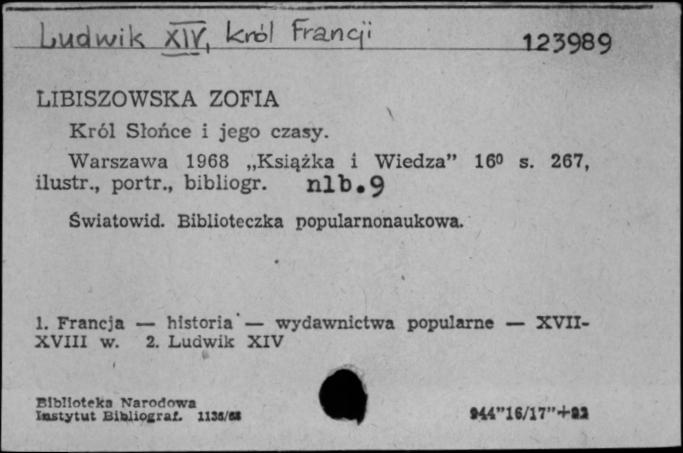 Ludwik XIV, król Francji
123989
LIBISZOWSKA ZOFIA
Król Słońce i jego czasy.
Warszawa 1968 „Książka i Wiedza” 16⁰ s. 267,
ilustr., portr., bibliogr. nlb.9
Światowid. Biblioteczka popularnonaukowa.
1. Francja — historia — wydawnictwa popularne — XVII-
XVIII w. 2. Ludwik XIV
Biblioteka Narodowa
Instytut Bibliograf. 1136/68
944”16/17”+92